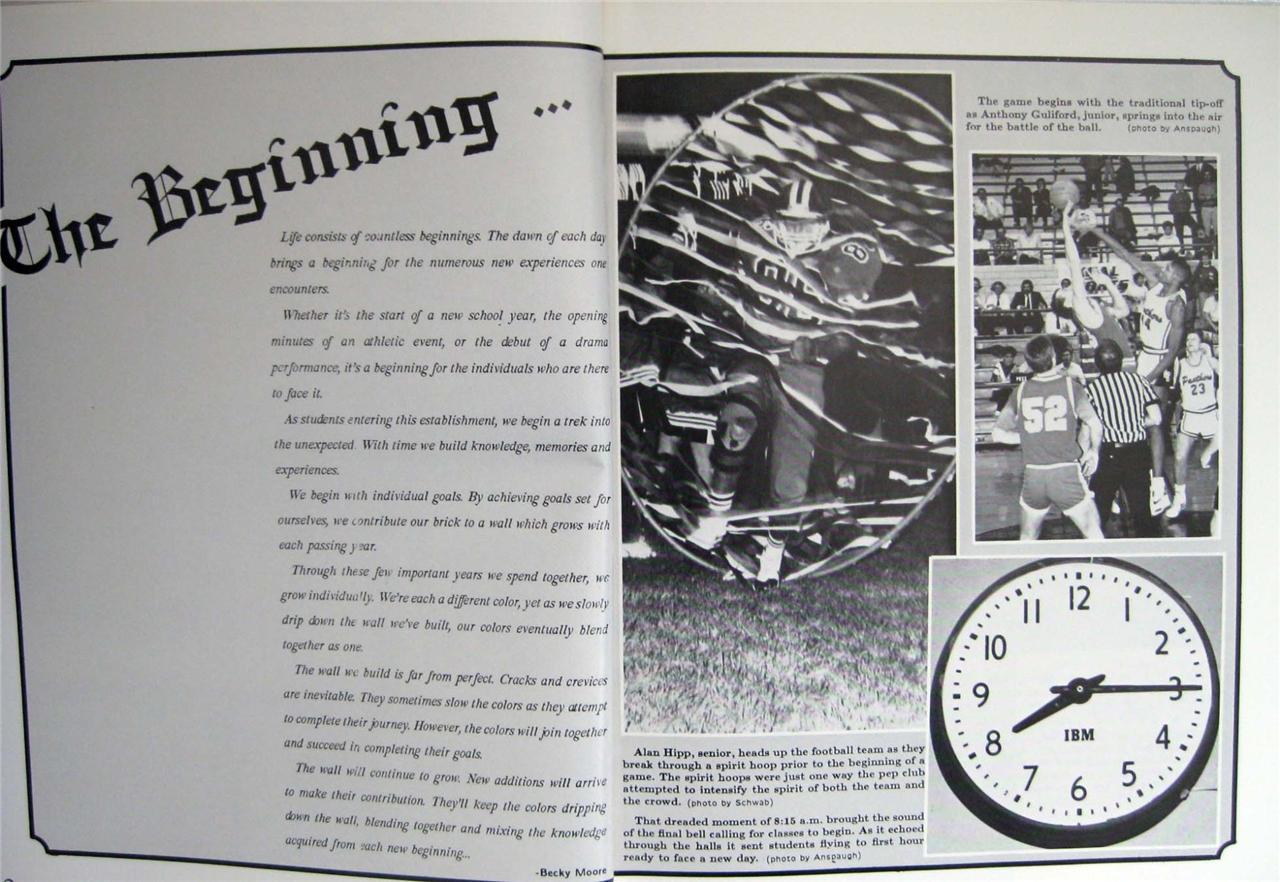 The Beginning ...
Life consists of countless beginnings. The dawn of each day
brings a beginning for the numerous new experiences one
encounters.
Whether it's the start of a new school year, the opening
minutes of an athletic event, or the debut of a drama
performance, it's a beginning for the individuals who are there
to face it.
As students entering this establishment, we begin a trek into
the unexpected. With time we build knowledge, memories and
experiences.
We begin with individual goals. By achieving goals set for
ourselves, we contribute our brick to a wall which grows with
each passing year.
Through these few important years we spend together, we
grow individually. We're each a different color, yet as we slowly
drip down the wall we've built, our colors eventually blend
together as one.
The wall we build is far from perfect. Cracks and crevices
are inevitable. They sometimes slow the colors as they attempt
to complete their journey. However, the colors will join together
and succeed in completing their goals.
The wall will continue to grow. New additions will arrive
to make their contribution. They'll keep the colors dripping
down the wall, blending together and mixing the knowledge
acquired from each new beginning...
-Becky Moore
8
Alan Hipp, senior, heads up the football team as they
break through a spirit hoop prior to the beginning of a
game. The spirit hoops were just one way the pep club
attempted to intensify the spirit of both the team and
the crowd. (photo by Schwab)
That dreaded moment of 8:15 a.m. brought the sound
of the final bell calling for classes to begin. As it echoed
through the halls it sent students flying to first hour
ready to face a new day. (photo by Anspaugh)
The game begins with the traditional tip-off
as Anthony Guliford, junior, springs into the air
for the battle of the ball. (photo by Anspaugh)
52
Panthers
23
12
1
2
3
4
5
6
7
8
9
10
11
IBM